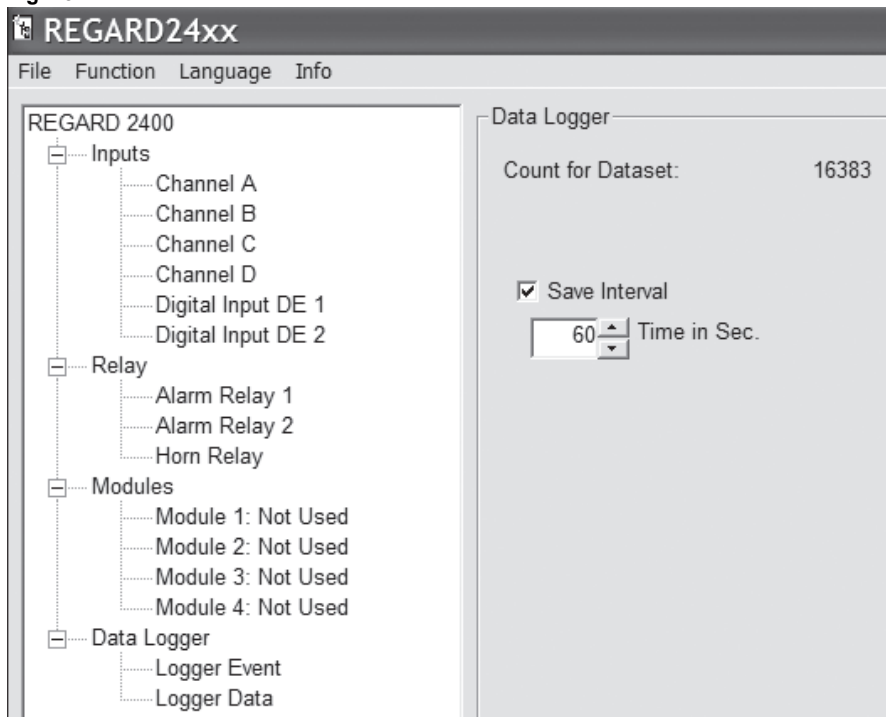 REGARD24xx
File Function Language Info
REGARD 2400
Inputs
Channel A
Channel B
Channel C
Channel D
Digital Input DE 1
Digital Input DE 2
Relay
Alarm Relay 1
Alarm Relay 2
Horn Relay
Modules
Module 1: Not Used
Module 2: Not Used
Module 3: Not Used
Module 4: Not Used
Data Logger
Logger Event
Logger Data
Data Logger
Count for Dataset: 16383
Save Interval
60 Time in Sec.